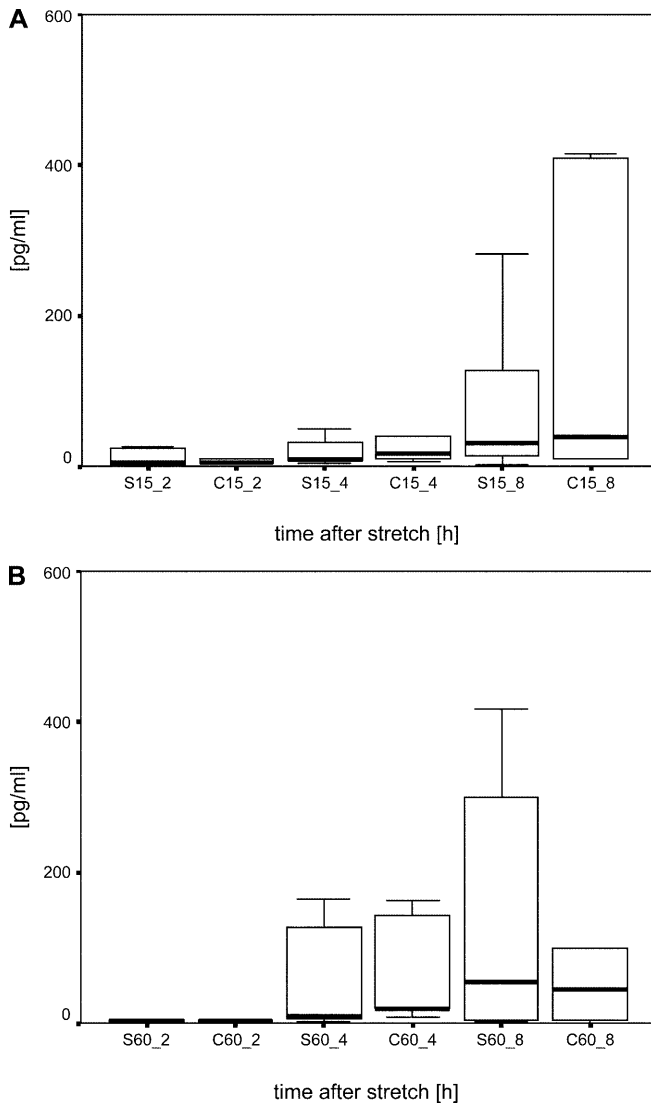 A
600
400
200
0
[pg/ml]
S15_2 C15_2 S15_4 C15_4 S15_8 C15_8
time after stretch [h]
B
600
400
200
0
[pg/ml]
S60_2 C60_2 S60_4 C60_4 S60_8 C60_8
time after stretch [h]